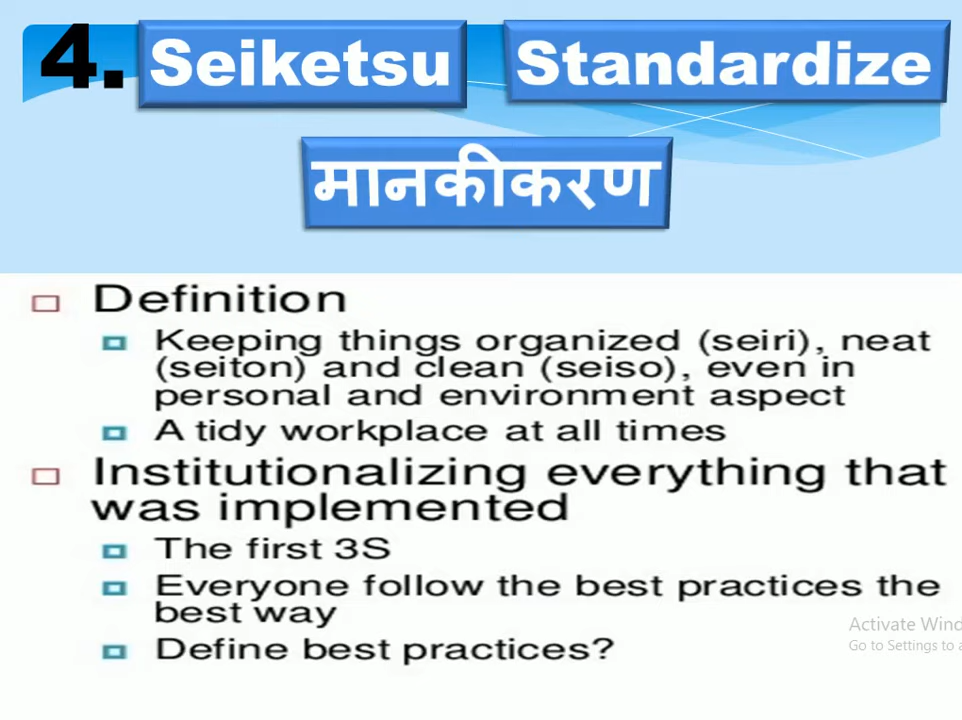 4. Seiketsu Standardize
मानकीकरण
Definition
Keeping things organized (seiri), neat
(seiton) and clean (seiso), even in
personal and environment aspect
A tidy workplace at all times
Institutionalizing everything that
was implemented
The first 3S
Everyone follow the best practices the
best way
Define best practices?
Activate Wind
Go to Settings to a